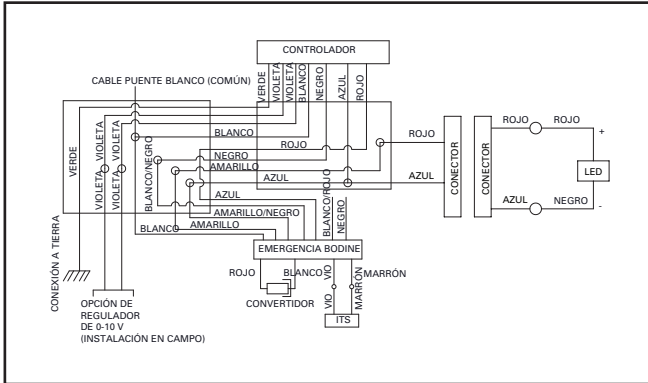 CONTROLADOR
CABLE PUENTE BLANCO (COMÚN)
VERDE
VIOLETA
VIOLETA
BLANCO
NEGRO
AZUL
ROJO
BLANCO
ROJO
NEGRO
AMARILLO
AZUL
AZUL
AMARILLO/NEGRO
AMARILLO
BLANCO
VERDE
VIOLETA
VIOLETA
VIOLETA
VIOLETA
BLANCO/NEGRO
BLANCO/ROJO
NEGRO
ROJO
AZUL
CONECTOR
CONECTOR
ROJO
ROJO
+
LED
AZUL
NEGRO
-
EMERGENCIA BODINE
ROJO
BLANCO
VIO
MARRÓN
CONVERTIDOR
VIO
MARRÓN
ITS
CONEXIÓN A TIERRA
OPCIÓN DE
REGULADOR
DE 0-10 V
(INSTALACIÓN EN CAMPO)